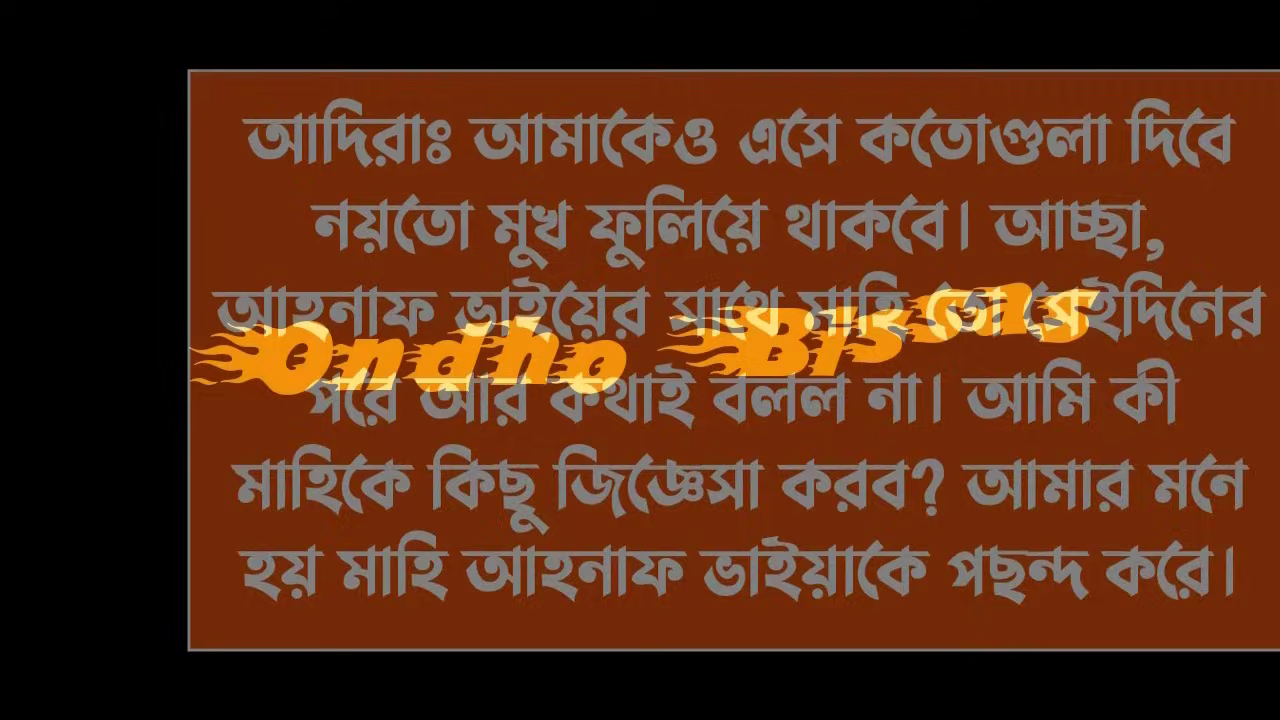 আদিরাঃ আমাকেও এসে কতোগুলা দিবে
নয়তো মুখ ফুলিয়ে থাকবে। আচ্ছা,
আহনাফ ভাইয়ের সাথে মাহি তো সেইদিনের
পরে আর কথাই বলল না। আমি কী
মাহিকে কিছু জিজ্ঞেসা করব? আমার মনে
হয় মাহি আহনাফ ভাইয়াকে পছন্দ করে।
Ondho Bissas